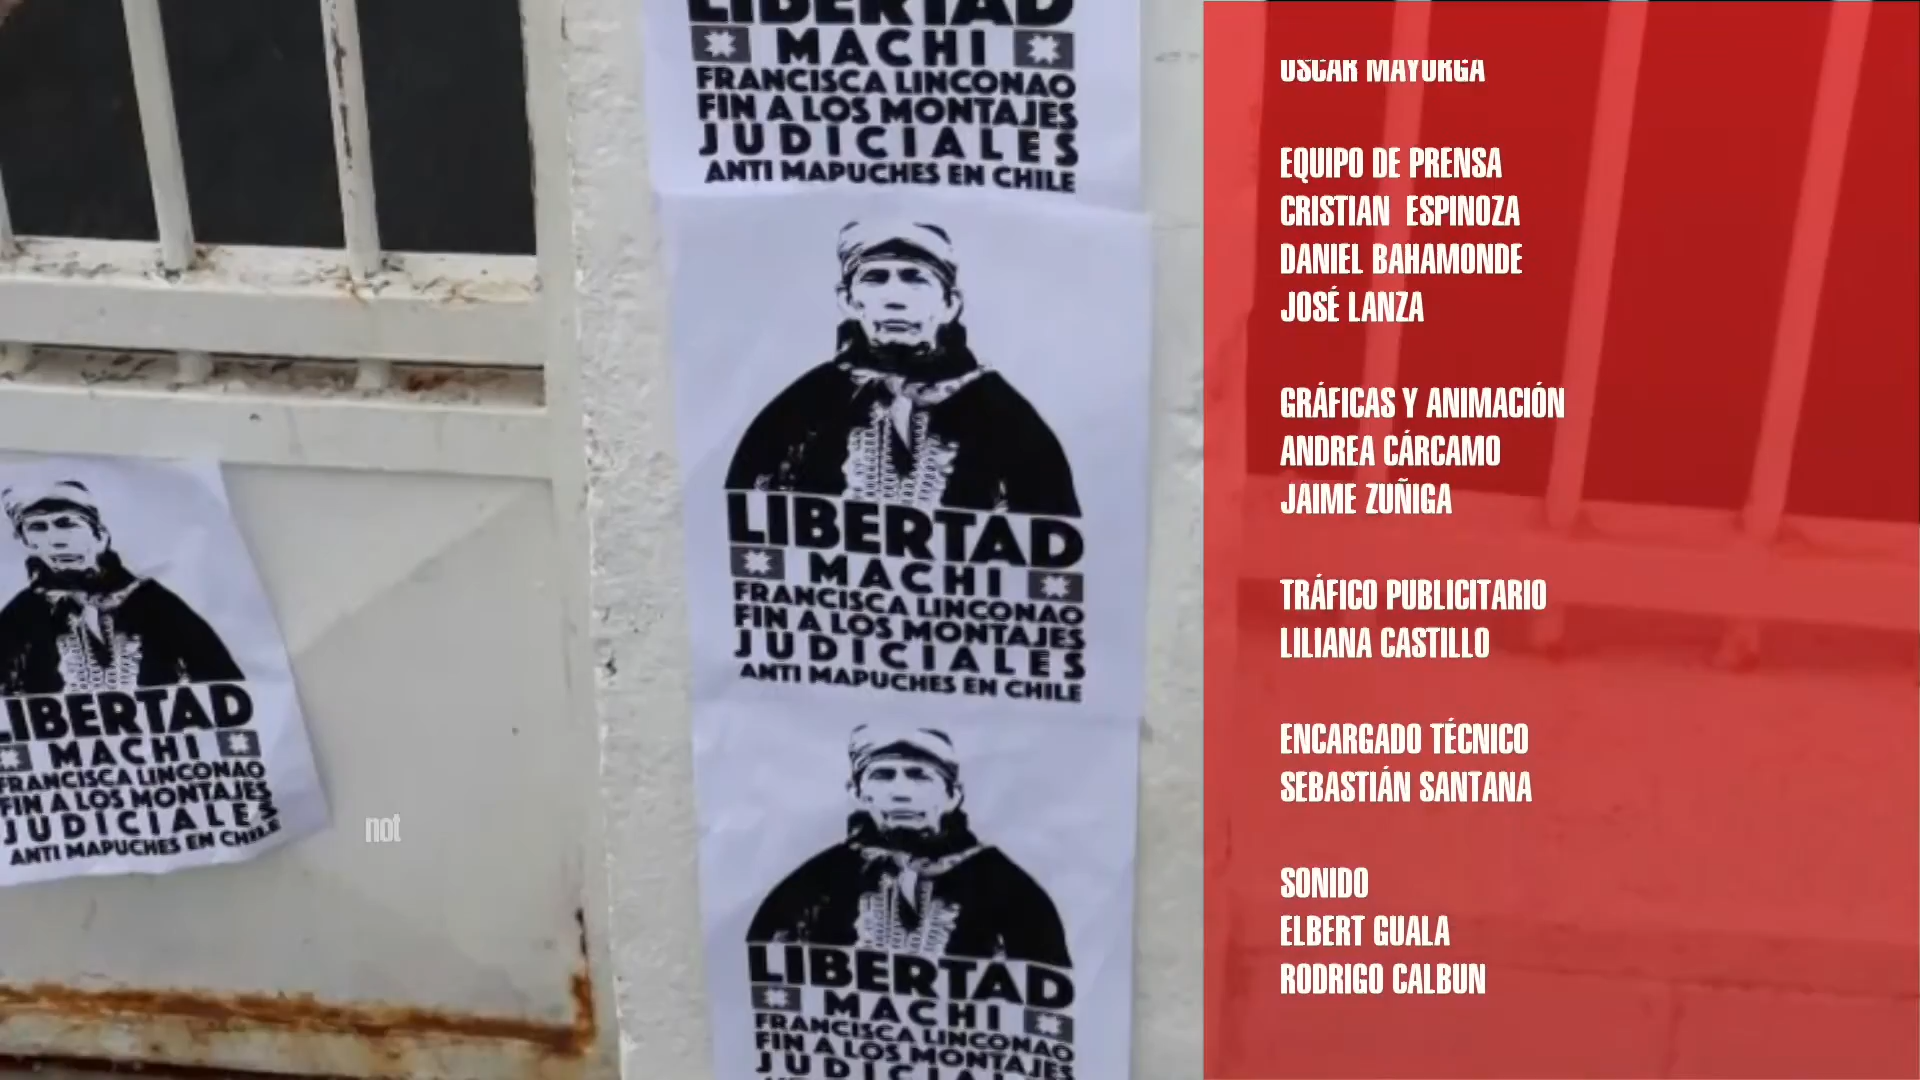 LIBERTAD
MACHI
FRANCISCA LINCONAO
FIN A LOS MONTAJES
JUDICIALES
ANTI MAPUCHES EN CHILE
LIBERTAD
MACHI
FRANCISCA LINCONAO
FIN A LOS MONTAJES
JUDICIALES
ANTI MAPUCHES EN CHILE
LIBERTAD
MACHI
FRANCISCA LINCONAO
FIN A LOS MONTAJES
JUDICIALES
ANTI MAPUCHES EN CHILE
LIBERTAD
MACHI
FRANCISCA LINCONAO
FIN A LOS MONTAJES
not
OSCAR MAYORGA
EQUIPO DE PRENSA
CRISTIAN ESPINOZA
DANIEL BAHAMONDE
JOSÉ LANZA
GRÁFICAS Y ANIMACIÓN
ANDREA CÁRCAMO
JAIME ZUÑIGA
TRÁFICO PUBLICITARIO
LILIANA CASTILLO
ENCARGADO TÉCNICO
SEBASTIÁN SANTANA
SONIDO
ELBERT GUALA
RODRIGO CALBUN